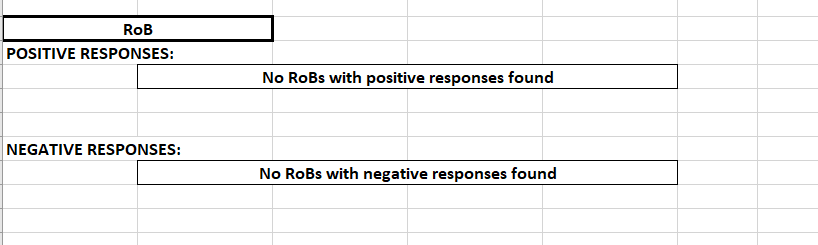 RoB
POSITIVE RESPONSES:
No RoBs with positive responses found
NEGATIVE RESPONSES:
No RoBs with negative responses found